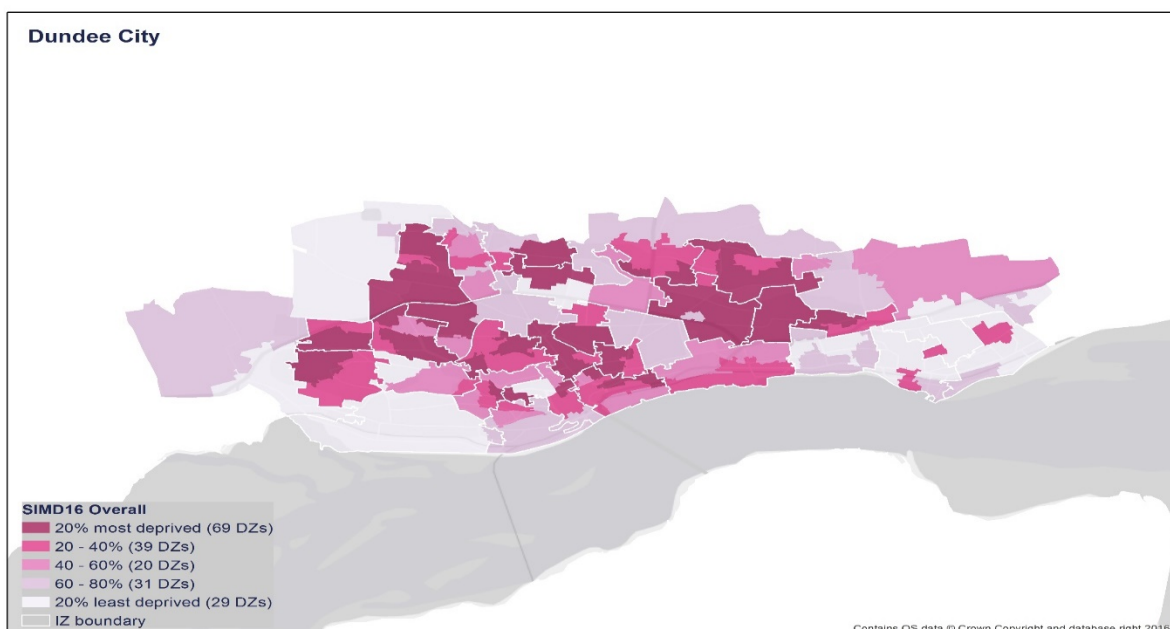 Dundee City
SIMD16 Overall
20% most deprived (69 DZs)
20 - 40% (39 DZs)
40 - 60% (20 DZs)
60 - 80% (31 DZs)
20% least deprived (29 DZs)
IZ boundary
Contains OS data © Crown Copyright and database right 2016